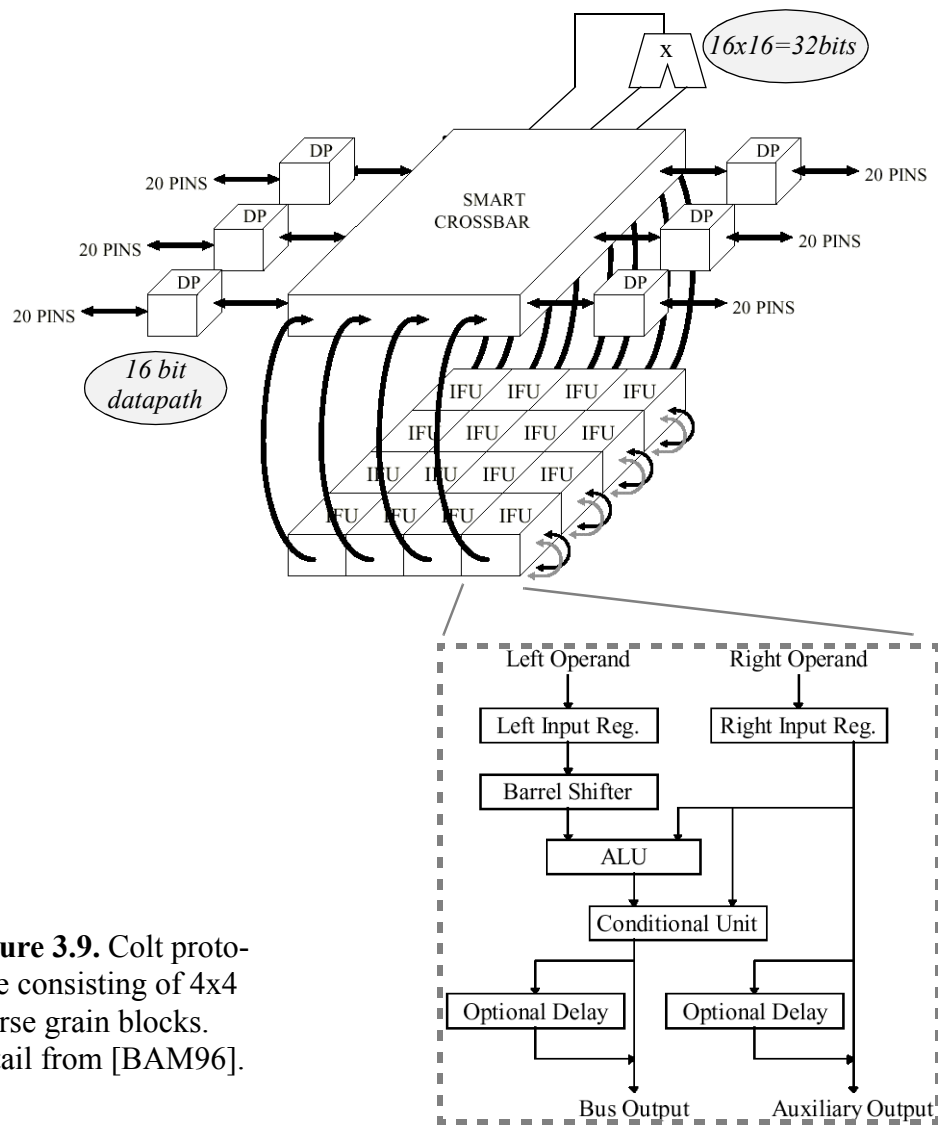 X
16x16=32bits
DP
DP
20 PINS
20 PINS
SMART
CROSSBAR
DP
DP
20 PINS
20 PINS
DP
DP
20 PINS
20 PINS
16 bit
datapath
IFU IFU IFU IFU
IFU IFU IFU IFU
IFU IFU IFU IFU
IFU IFU IFU IFU
Left Operand
Right Operand
Left Input Reg.
Right Input Reg.
Barrel Shifter
ALU
Conditional Unit
Optional Delay
Optional Delay
Bus Output
Auxiliary Output
ure 3.9. Colt proto-
e consisting of 4x4
rse grain blocks.
tail from [BAM96].